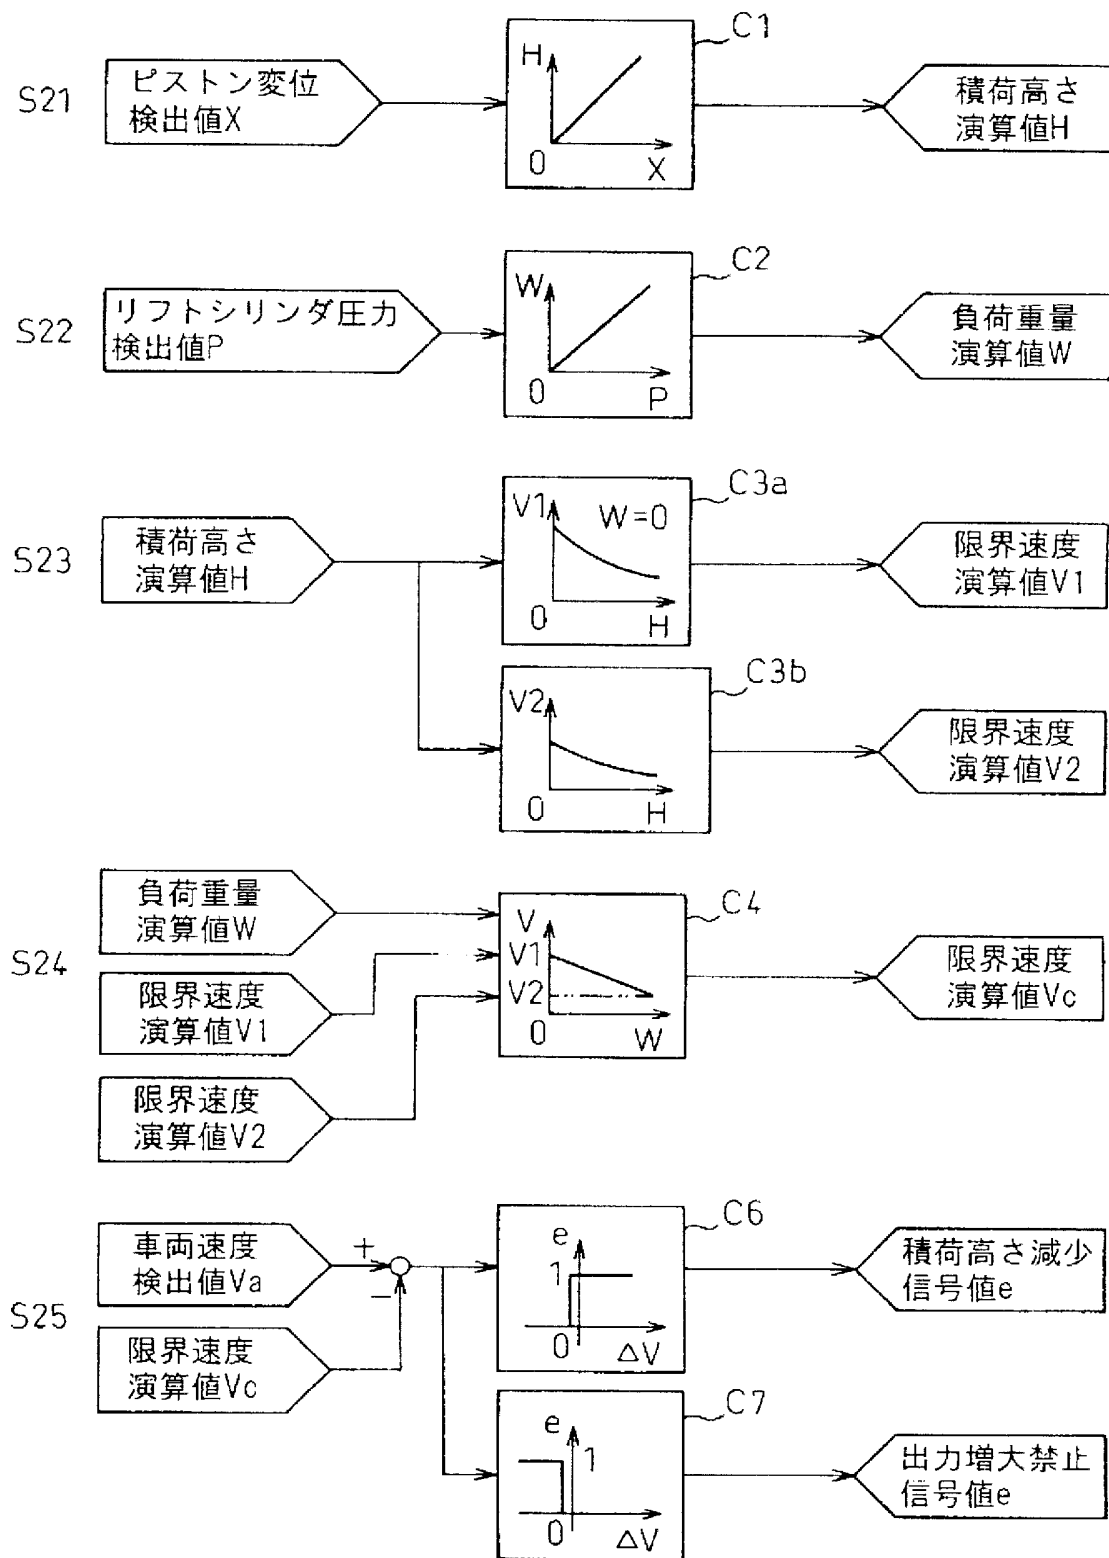 S21
ピストン変位
検出値X
C1
H
0
X
積荷高さ
演算値H
S22
リフトシリンダ圧力
検出値P
C2
W
0
P
負荷重量
演算値W
S23
積荷高さ
演算値H
C3a
V1
W=0
0
H
限界速度
演算値V1
C3b
V2
0
H
限界速度
演算値V2
S24
負荷重量
演算値W
限界速度
演算値V1
限界速度
演算値V2
C4
V
V1
V2
0
W
限界速度
演算値Vc
S25
車両速度
検出値Va
+
−
限界速度
演算値Vc
C6
e
1
0
ΔV
積荷高さ減少
信号値e
C7
e
1
0
ΔV
出力増大禁止
信号値e